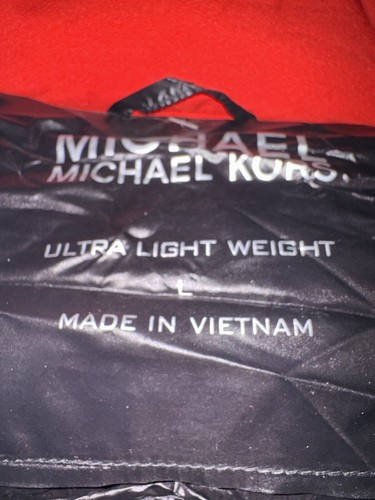 MICHAEL
MICHAEL KORS.
ULTRA LIGHT WEIGHT
L
MADE IN VIETNAM